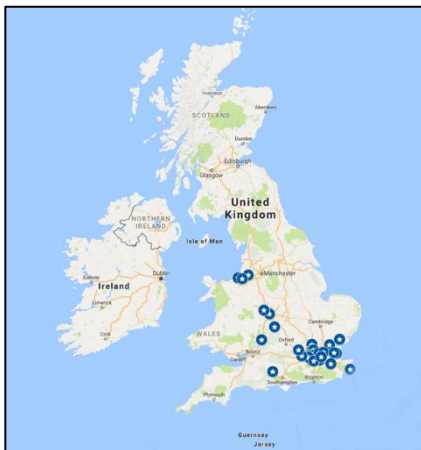 Inverness
Aberdeen
SCOTLAND
Dundee
Edinburgh
Glasgow
United
Kingdom
NORTHERN
IRELAND
Isle of Man
Dublin
Galway
Ireland
Manchester
Limerick
Cork
WALES
Cambridge
Oxford
Bristol
Cardiff
Southampton
Brighton
Plymouth
Guernsey
Jersey